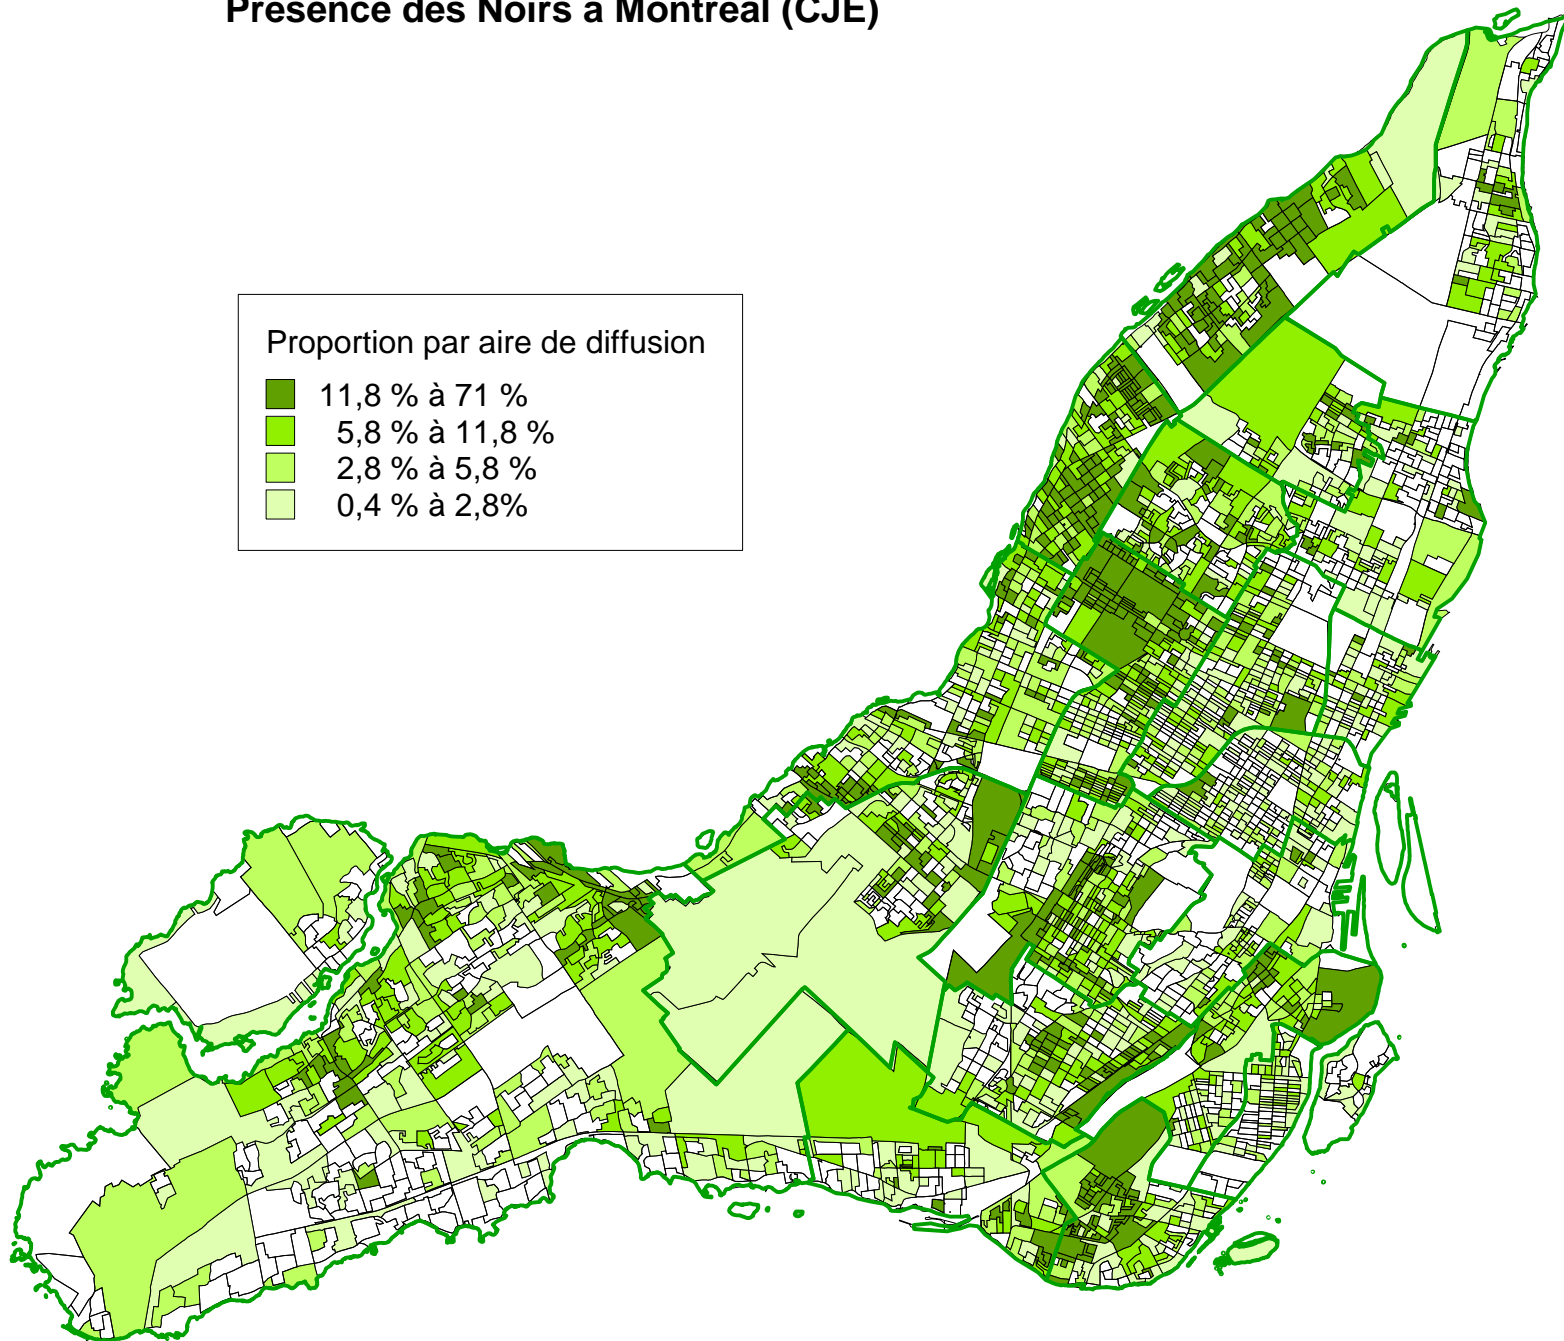 Présence des Noirs à Montréal (CJE)
Proportion par aire de diffusion
11,8 % à 71 %
5,8 % à 11,8 %
2,8 % à 5,8 %
0,4 % à 2,8%